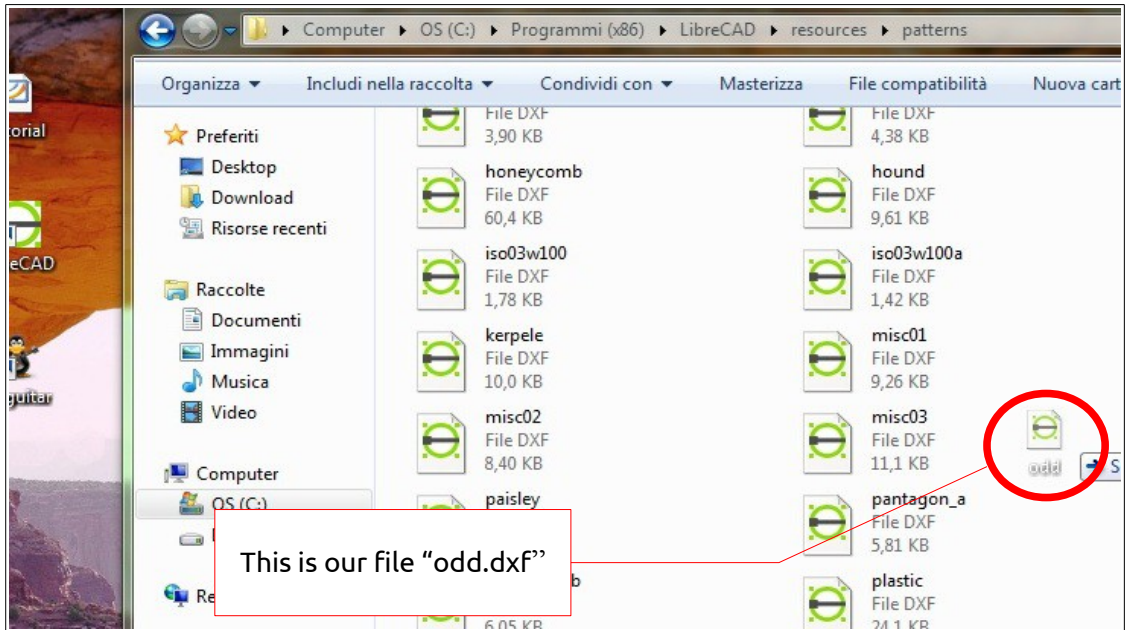 Computer ▸ OS (C:) ▸ Programmi (x86) ▸ LibreCAD ▸ resources ▸ patterns
Organizza Includi nella raccolta Condividi con Masterizza File compatibilità Nuova cart
orial
eCAD
guitar
Preferiti
Desktop
Download
Risorse recenti
Raccolte
Documenti
Immagini
Musica
Video
Computer
OS (C:)
Re
File DXF
3,90 KB
File DXF
4,38 KB
honeycomb
File DXF
60,4 KB
hound
File DXF
9,61 KB
iso03w100
File DXF
1,78 KB
iso03w100a
File DXF
1,42 KB
kerpele
File DXF
10,0 KB
misc01
File DXF
9,26 KB
misc02
File DXF
8,40 KB
misc03
File DXF
11,1 KB
odd
S
paisley
pantagon_a
File DXF
5,81 KB
b
6,05 KB
plastic
File DXF
24,1 KB
This is our file “odd.dxf”